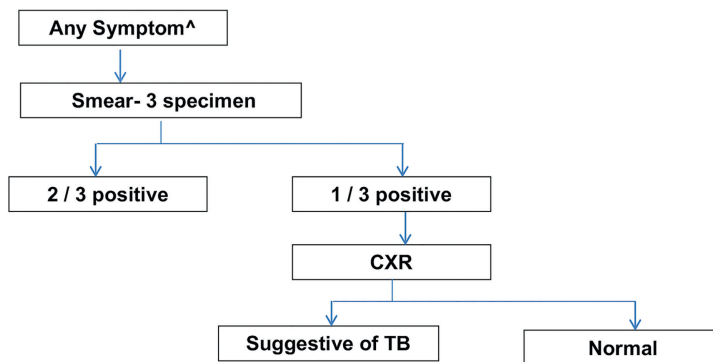 Any Symptom^
Smear- 3 specimen
2 / 3 positive
1 / 3 positive
CXR
Suggestive of TB
Normal